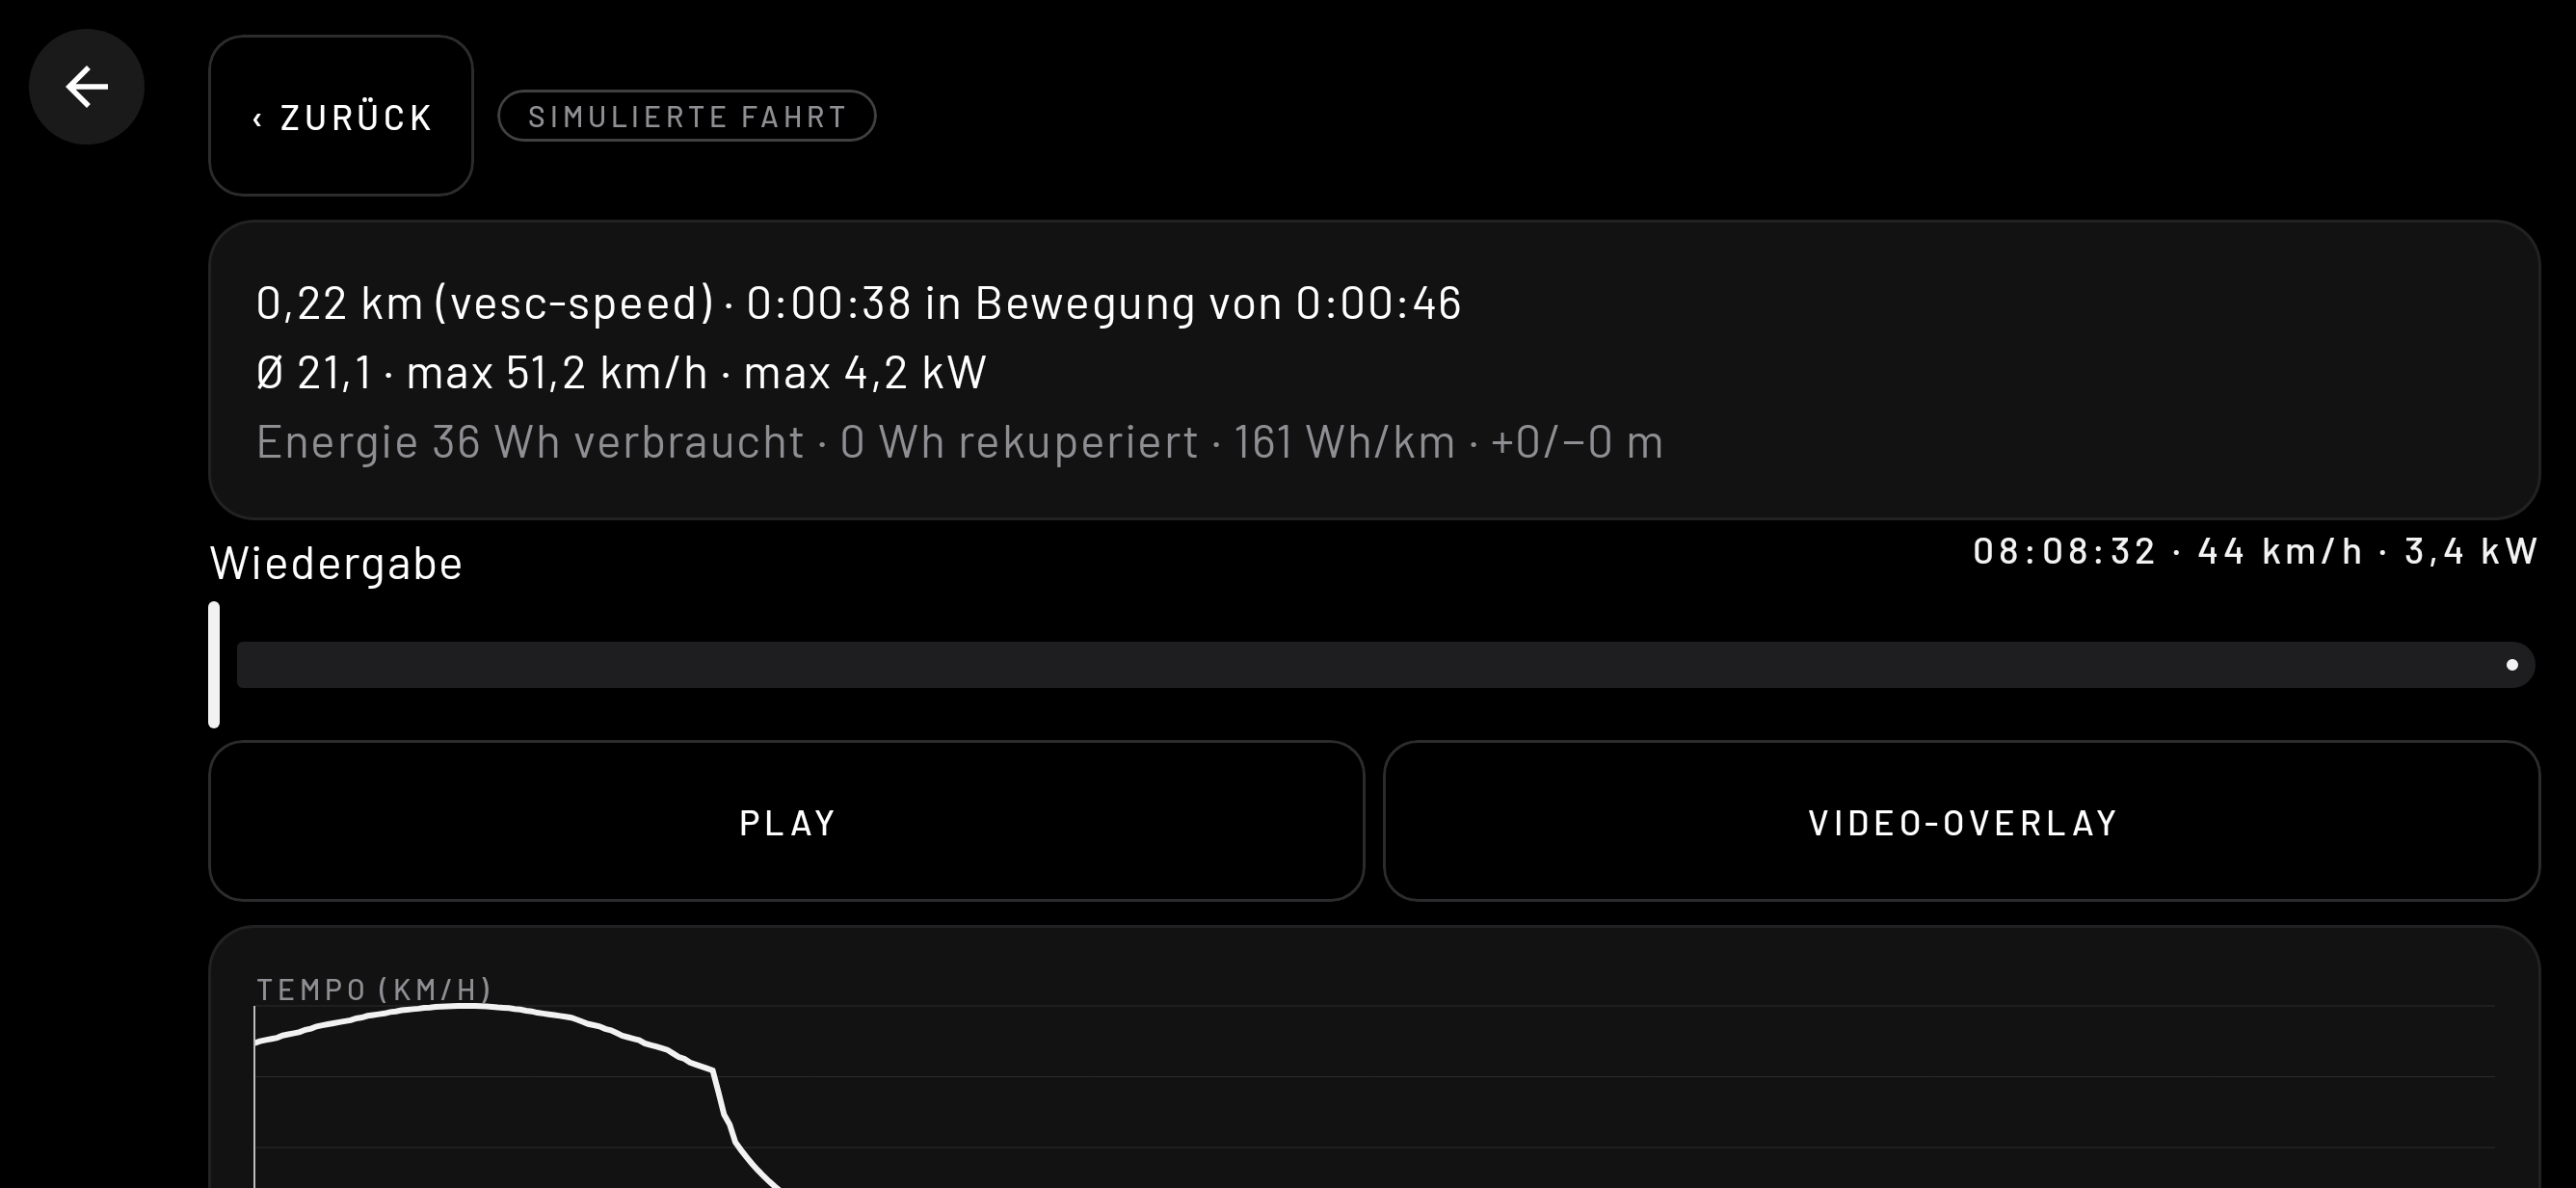 ‹ ZURÜCK
SIMULIERTE FAHRT
0,22 km (vesc-speed) · 0:00:38 in Bewegung von 0:00:46
Ø 21,1 · max 51,2 km/h · max 4,2 kW
Energie 36 Wh verbraucht · 0 Wh rekuperiert · 161 Wh/km · +0/−0 m
Wiedergabe
08:08:32 · 44 km/h · 3,4 kW
PLAY
VIDEO-OVERLAY
TEMPO (KM/H)